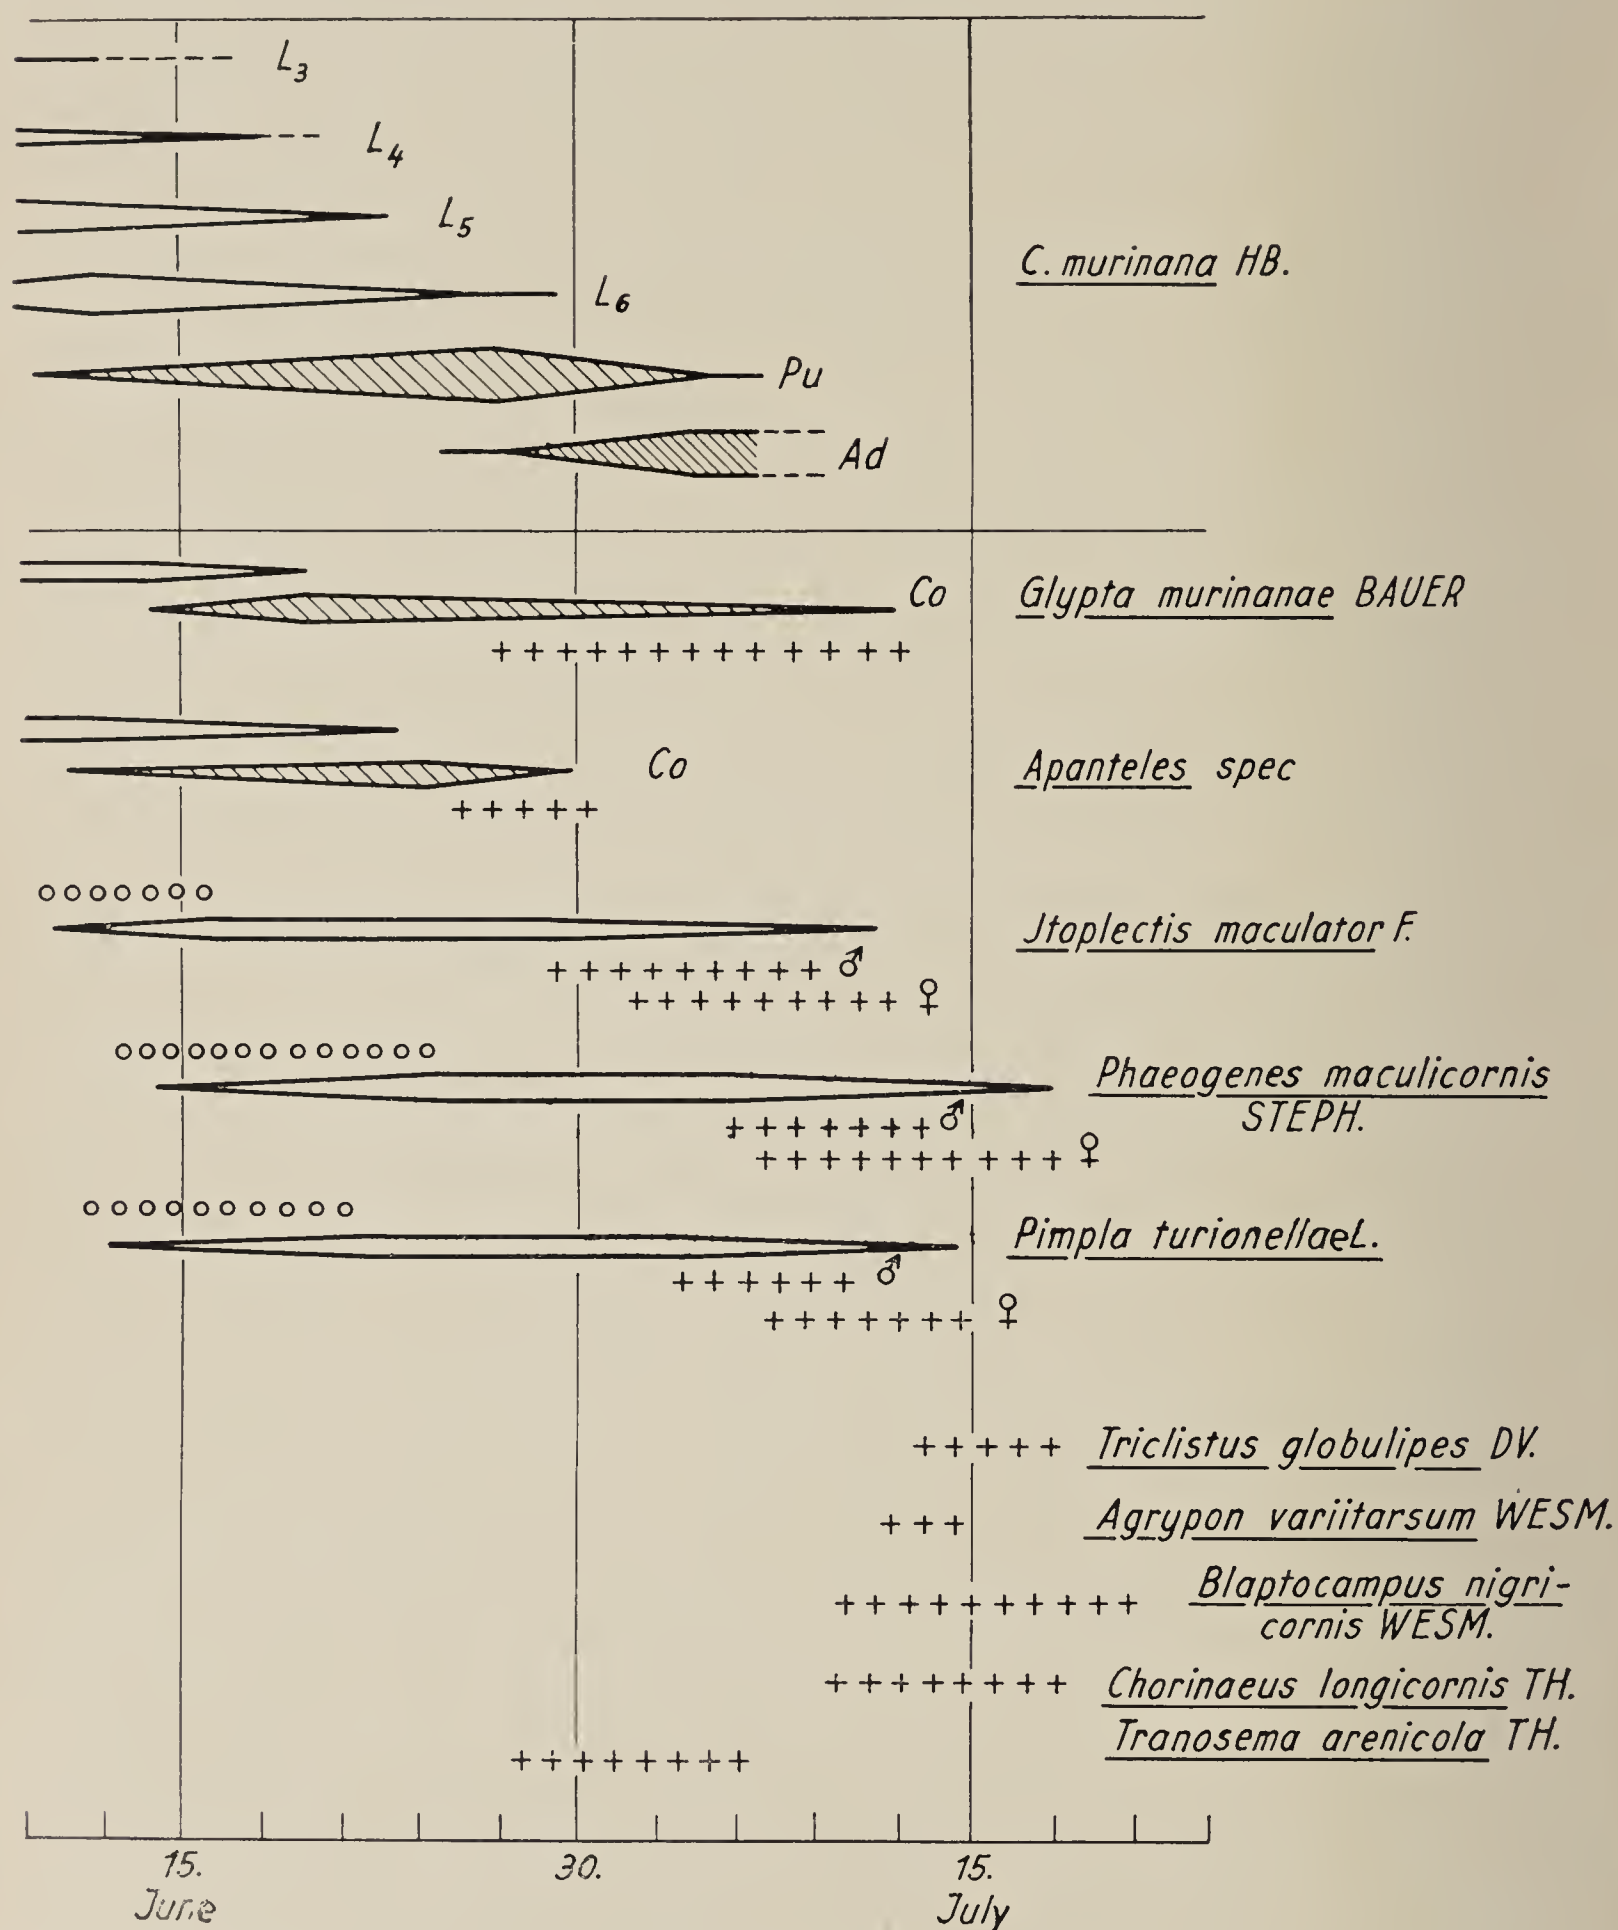 L3
L4
L5
C. murinana HB.
L6
Pu
Ad
Co Glypta murinanae BAUER
Co Apanteles spec
Jtoplectis maculator F.
♂
♀
Phaeogenes maculicornis
STEPH.
♂
♀
Pimpla turionellae L.
♂
♀
Triclistus globulipes DV.
Agrypon variitarsum WESM.
Blaptocampus nigri-
cornis WESM.
Chorinaeus longicornis TH.
Tranosema arenicola TH.
15. 30. 15.
June July